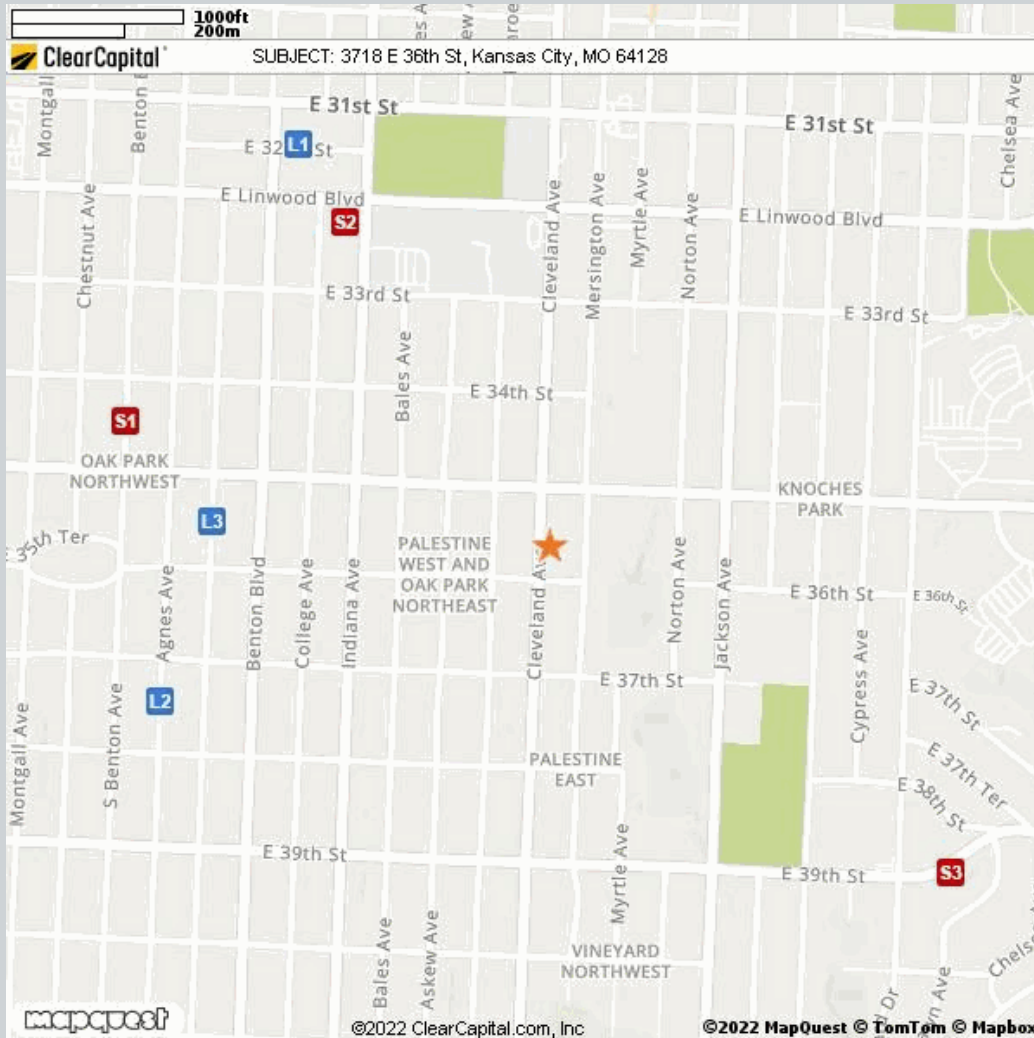 1000ft
200m
ClearCapital
SUBJECT: 3718 E 36th St, Kansas City, MO 64128
Montgall
Benton
E 31st St
E 31st St
Chelsea Ave
E 32
L1
St
E Linwood Blvd
S2
E Linwood Blvd
Chestnut Ave
Cleveland Ave
Mersington Ave
Myrtle Ave
Norton Ave
E 33rd St
E 33rd St
Bales Ave
E 34th St
S1
OAK PARK
NORTHWEST
KNOCHES
PARK
L3
35th Ter
PALESTINE
WEST AND
OAK PARK
NORTHEAST
Agnes Ave
Benton Blvd
College Ave
Indiana Ave
Cleveland Ave
Norton Ave
Jackson Ave
E 36th St
E 36th St
E 37th St
E 37th St
L2
Cypress Ave
Montgall Ave
S Benton Ave
PALESTINE
EAST
E 37th Ter
E 38th St
E 39th St
Myrtle Ave
E 39th St
S3
Bales Ave
Askew Ave
VINEYARD
NORTHWEST
mapquest
©2022 ClearCapital.com, Inc
©2022 MapQuest © TomTom © Mapbox